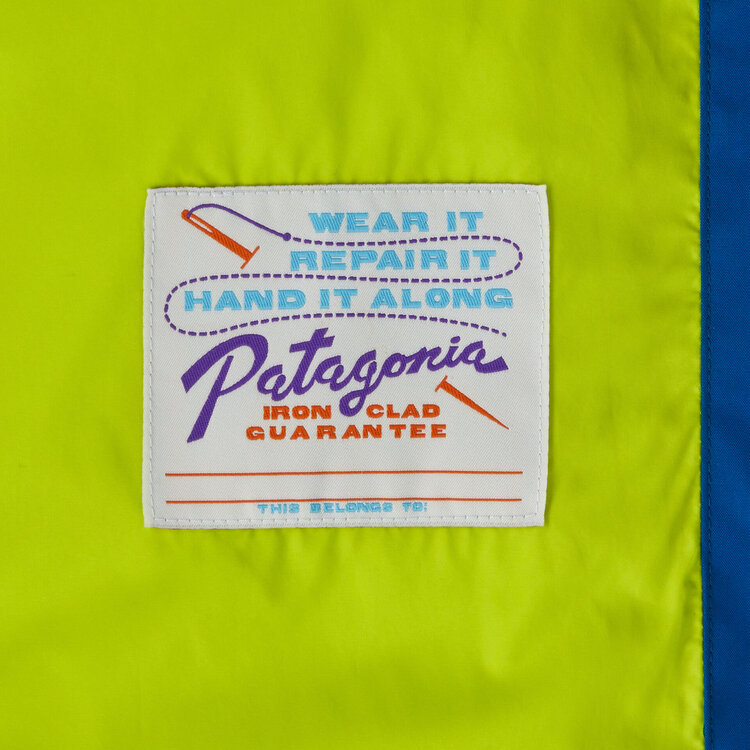 WEAR IT
REPAIR IT
HAND IT ALONG
Patagonia
IRON CLAD
GUARANTEE
THIS BELONGS TO: